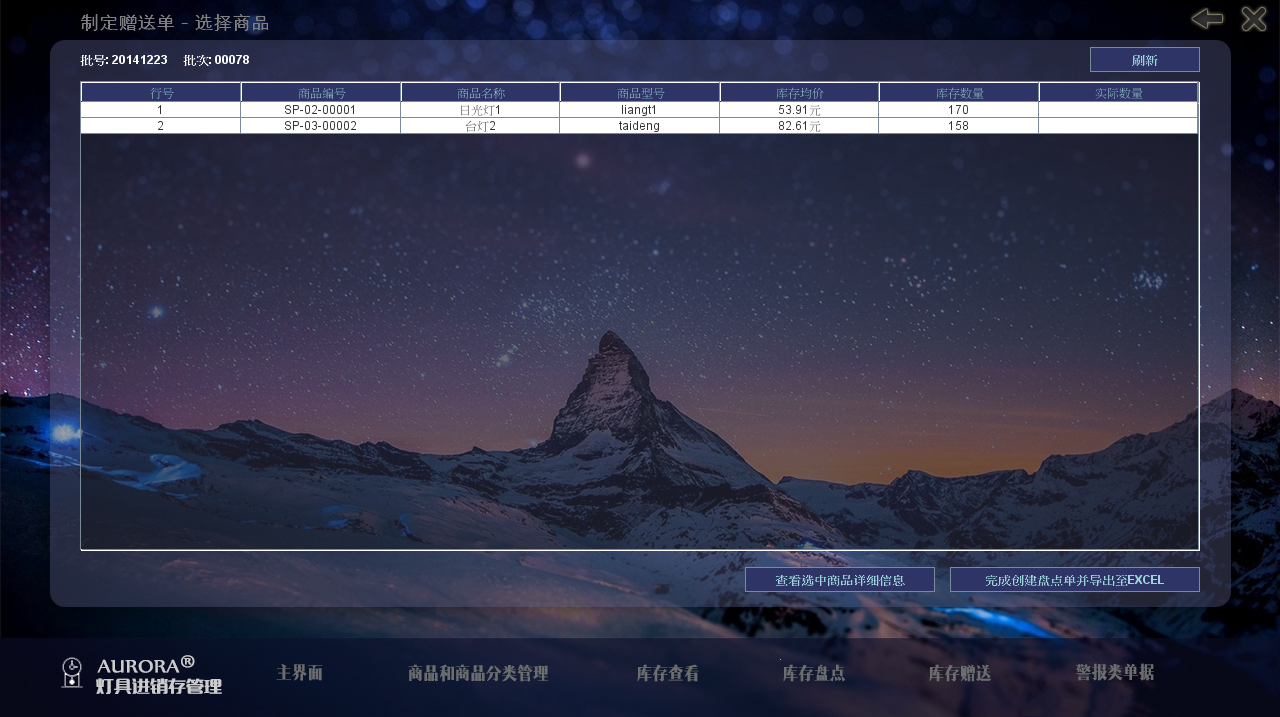 制定赠送单 - 选择商品
批号: 20141223 批次: 00078 刷新
行号 商品编号 商品名称 商品型号 库存均价 库存数量 实际数量
1 SP-02-00001 日光灯1 liangt1 53.91元 170
2 SP-03-00002 台灯2 taideng 82.61元 158
查看选中商品详细信息 完成创建盘点单并导出至EXCEL
AURORA®
灯具进销存管理
主界面 商品和商品分类管理 库存查看 库存盘点 库存赠送 警报类单据